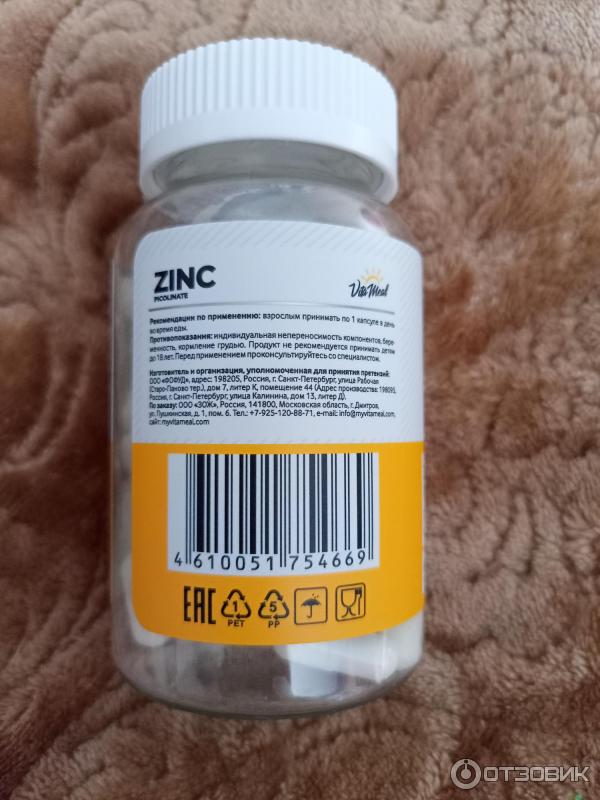 ZINC
PICOLINATE
Vita Meal
Рекомендации по применению: взрослым принимать по 1 капсуле в день
во время еды.
Противопоказания: индивидуальная непереносимость компонентов, бере-
менность, кормление грудью. Продукт не рекомендуется принимать детям
до 18 лет. Перед применением проконсультируйтесь со специалистом.
Изготовитель и организация, уполномоченная для принятия претензий:
ООО «ФОФУД», адрес: 198205, Россия, г. Санкт-Петербург, улица Рабочая
(Старо-Паново тер.), дом 7, литер К, помещение 44 (Адрес производства: 198095,
Россия, г. Санкт-Петербург, улица Калинина, дом 13, литер Д).
По заказу: ООО «ЗОЖ», Россия, 141800, Московская область, г. Дмитров,
ул. Пушкинская, д. 1, пом. 6. Тел.: +7-925-120-88-71, e-mail: info@myvitameal.com,
сайт: myvitameal.com
4 610051 754669
EAC
1
PET
5
PP
ОТЗОВИК